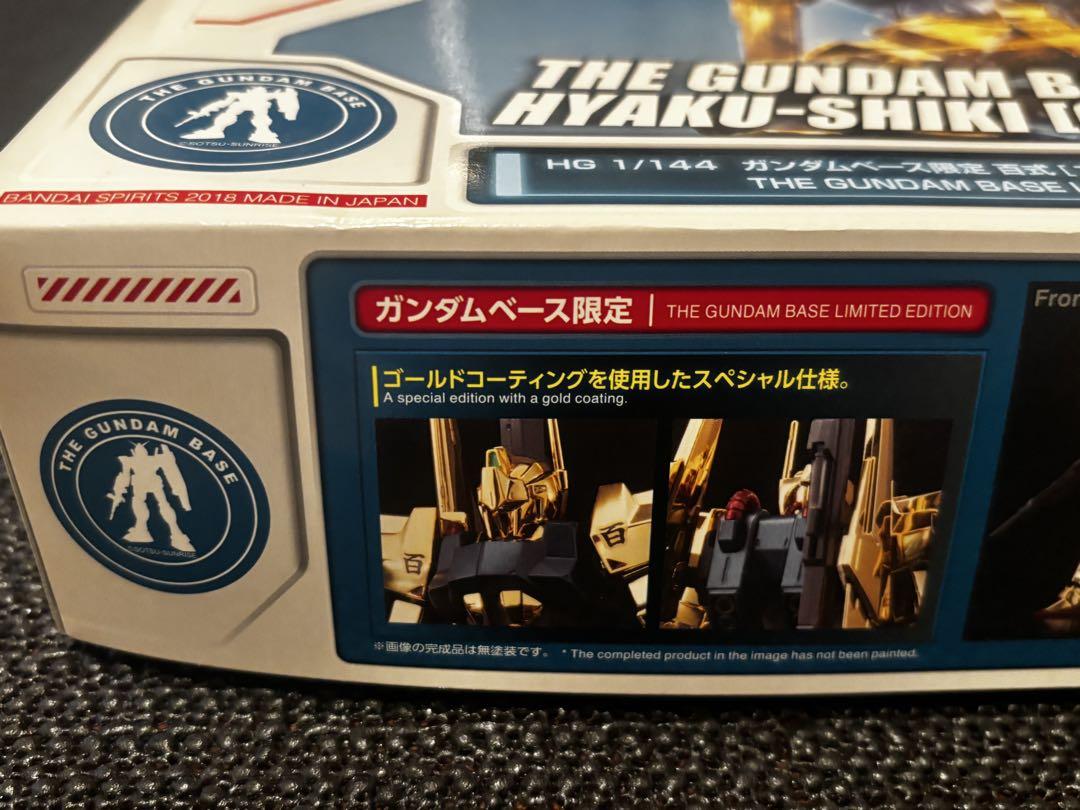 THE GUNDAM
HYAKU-SHIKI
THE GUNDAM BASE
©SOTSU・SUNRISE
HG 1/144 ガンダムベース限定 百式
THE GUNDAM BASE
BANDAI SPIRITS 2018 MADE IN JAPAN
ガンダムベース限定 | THE GUNDAM BASE LIMITED EDITION
ゴールドコーティングを使用したスペシャル仕様。
A special edition with a gold coating.
THE GUNDAM BASE
©SOTSU・SUNRISE
百
百
※画像の完成品は無塗装です。 * The completed product in the image has not been painted.